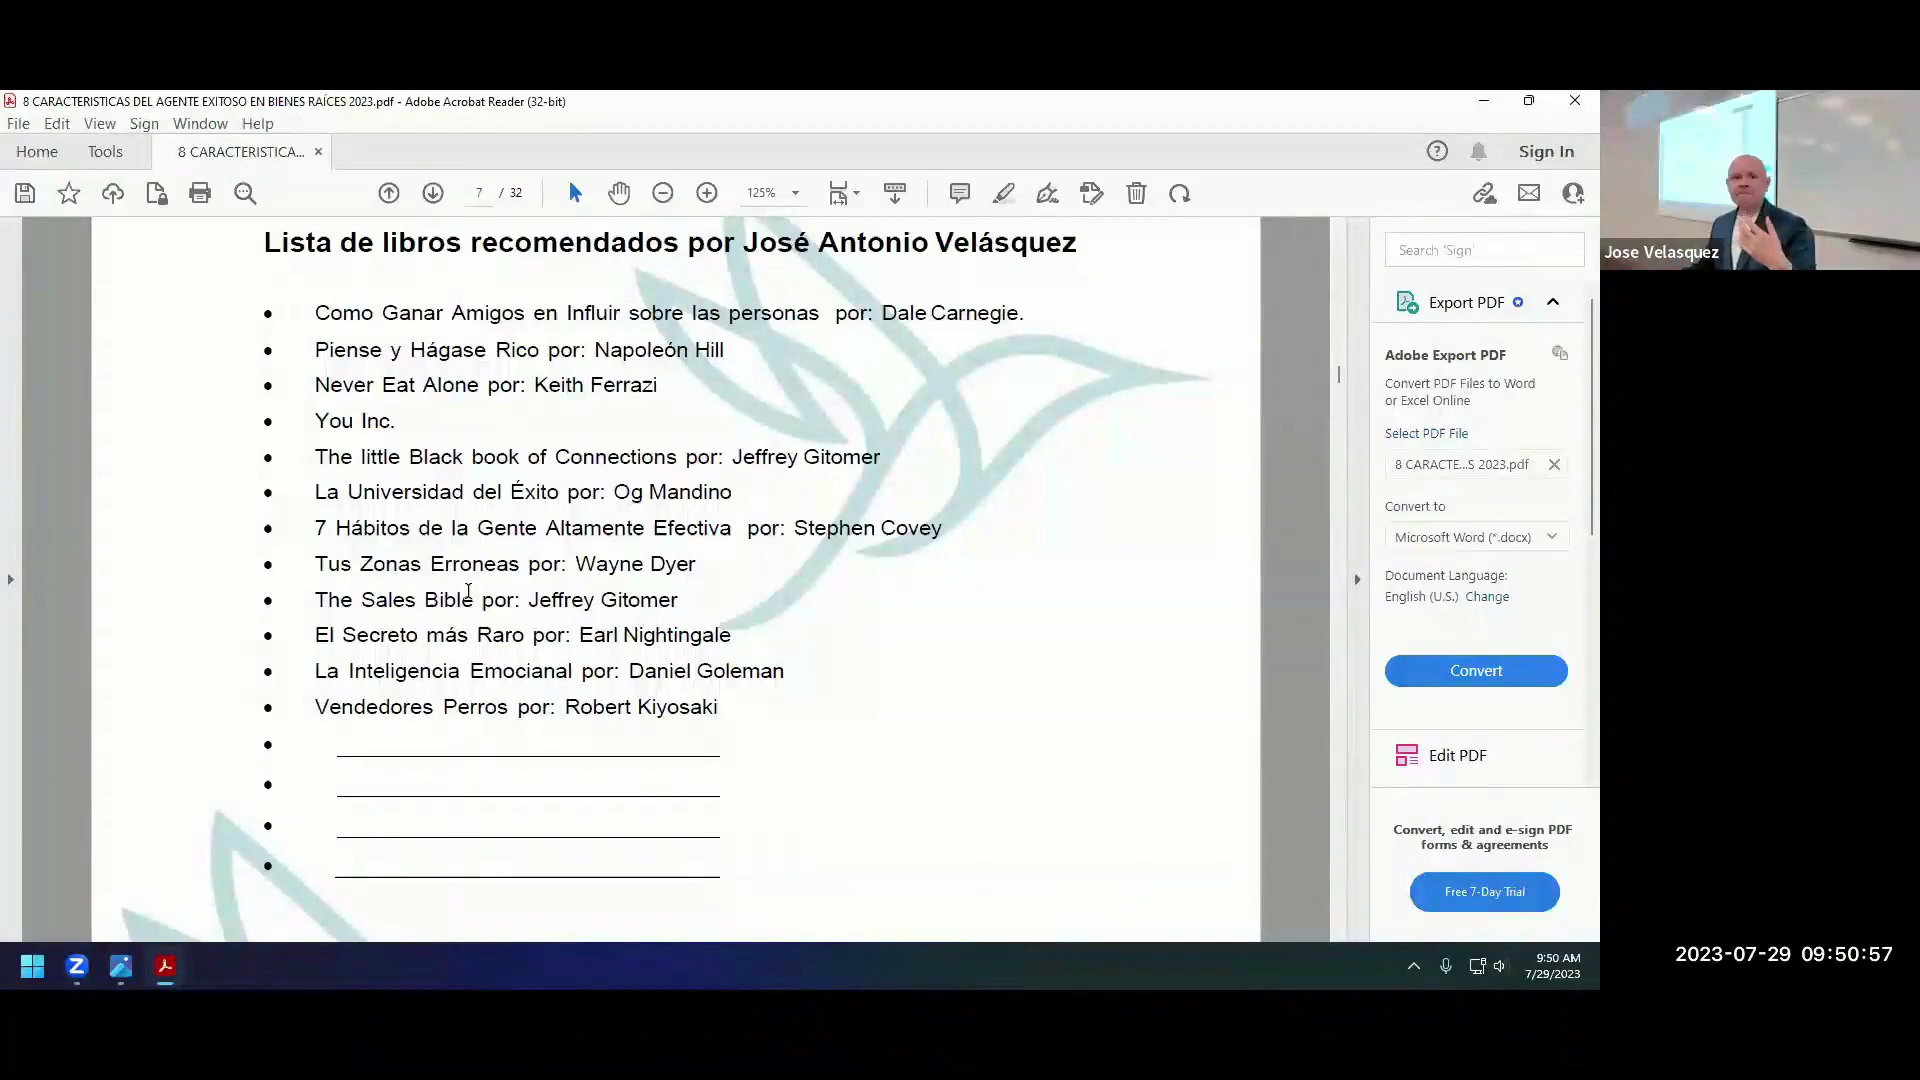 8 CARACTERISTICAS DEL AGENTE EXITOSO EN BIENES RAÍCES 2023.pdf - Adobe Acrobat Reader (32-bit)
File Edit View Sign Window Help
Home Tools 8 CARACTERISTICA... × Sign In
7 / 32 125%
Lista de libros recomendados por José Antonio Velásquez
• Como Ganar Amigos en Influir sobre las personas por: Dale Carnegie.
• Piense y Hágase Rico por: Napoleón Hill
• Never Eat Alone por: Keith Ferrazi
• You Inc.
• The little Black book of Connections por: Jeffrey Gitomer
• La Universidad del Éxito por: Og Mandino
• 7 Hábitos de la Gente Altamente Efectiva por: Stephen Covey
• Tus Zonas Erroneas por: Wayne Dyer
• The Sales Bible por: Jeffrey Gitomer
• El Secreto más Raro por: Earl Nightingale
• La Inteligencia Emocianal por: Daniel Goleman
• Vendedores Perros por: Robert Kiyosaki
Search 'Sign'
Export PDF
Adobe Export PDF
Convert PDF Files to Word
or Excel Online
Select PDF File
8 CARACTE...S 2023.pdf
Convert to
Microsoft Word (*.docx)
Document Language:
English (U.S.) Change
Convert
Edit PDF
Convert, edit and e-sign PDF
forms & agreements
Free 7-Day Trial
Jose Velasquez
9:50 AM
7/29/2023
2023-07-29 09:50:57